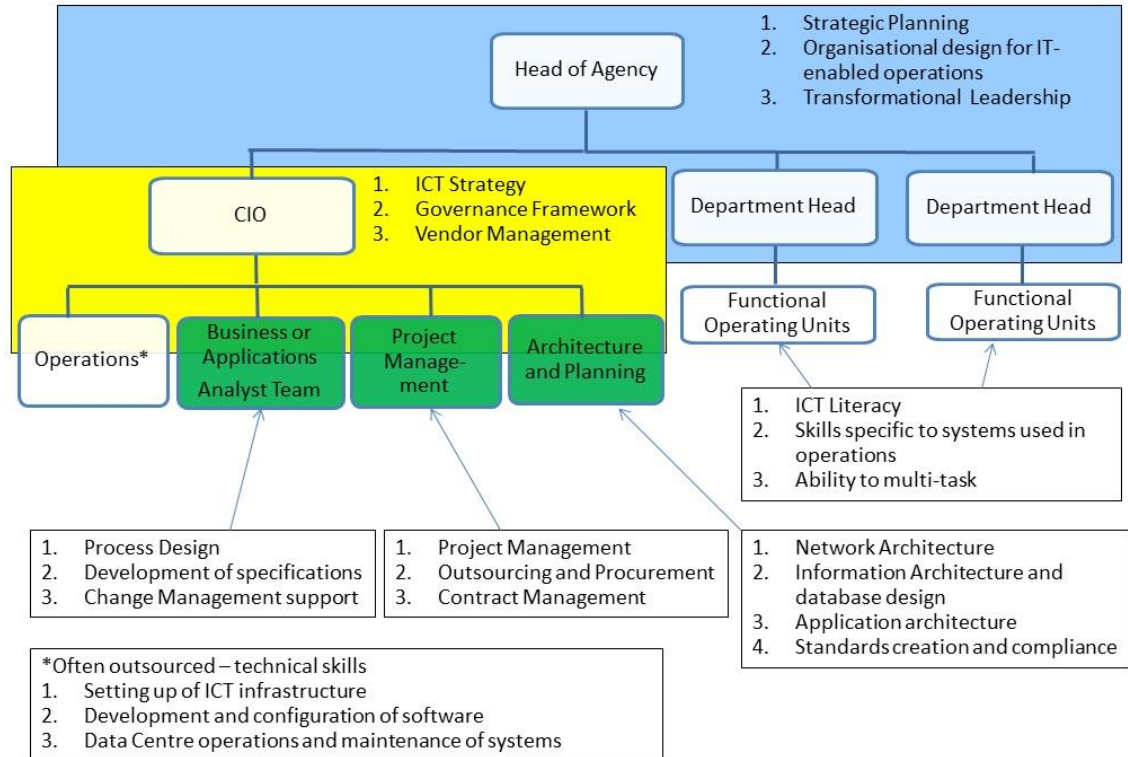 Head of Agency
1. Strategic Planning
2. Organisational design for IT-
enabled operations
3. Transformational Leadership
CIO
1. ICT Strategy
2. Governance Framework
3. Vendor Management
Department Head
Department Head
Operations*
Business or
Applications
Analyst Team
Project
Manage-
ment
Architecture
and Planning
Functional
Operating Units
Functional
Operating Units
1. ICT Literacy
2. Skills specific to systems used in
operations
3. Ability to multi-task
1. Process Design
2. Development of specifications
3. Change Management support
1. Project Management
2. Outsourcing and Procurement
3. Contract Management
1. Network Architecture
2. Information Architecture and
database design
3. Application architecture
4. Standards creation and compliance
*Often outsourced – technical skills
1. Setting up of ICT infrastructure
2. Development and configuration of software
3. Data Centre operations and maintenance of systems